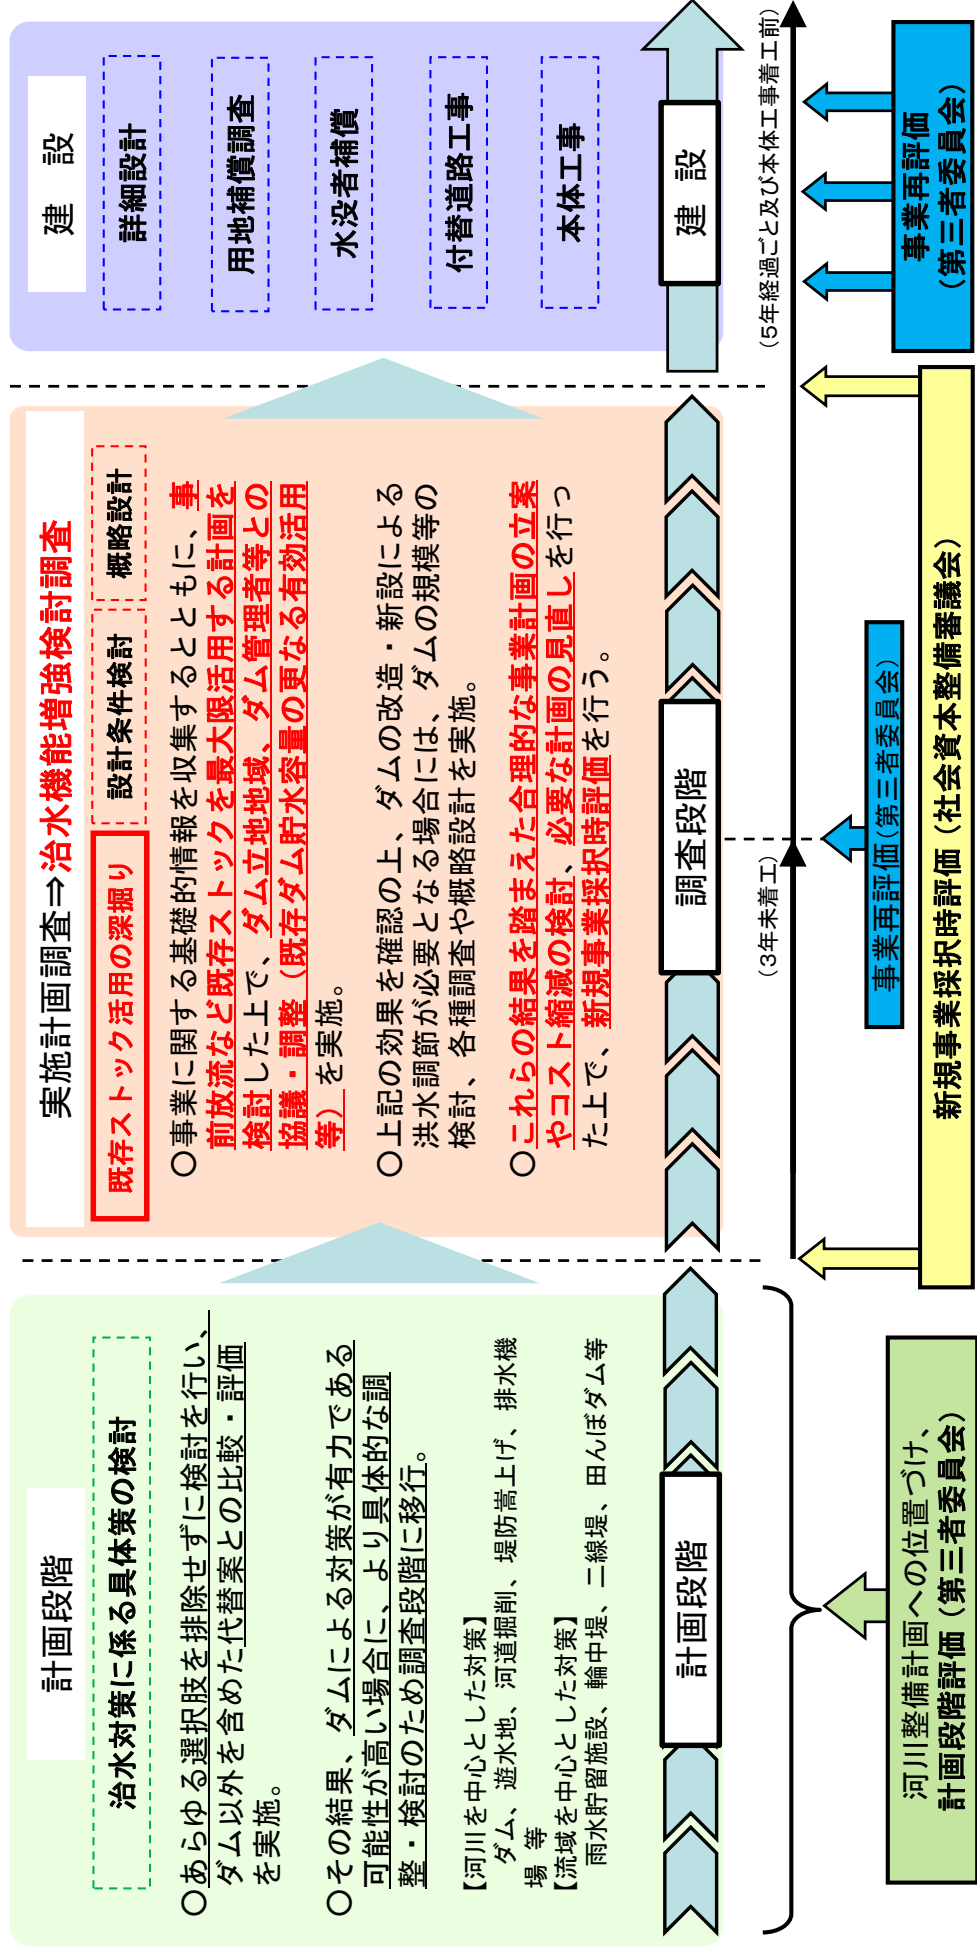 計画段階
治水対策に係る具体策の検討
○あらゆる選択肢を排除せずに検討を行い、
ダム以外を含めた代替案との比較・評価
を実施。
○その結果、ダムによる対策が有力である
可能性が高い場合に、より具体的な調
整・検討のため調査段階に移行。
【河川を中心とした対策】
ダム、遊水地、河道掘削、堤防嵩上げ、排水機
場 等
【流域を中心とした対策】
雨水貯留施設、輪中堤、二線堤、田んぼダム等
計画段階
河川整備計画への位置づけ、
計画段階評価（第三者委員会）
実施計画調査⇒治水機能増強検討調査
既存ストック活用の深掘り
設計条件検討
概略設計
○事業に関する基礎的情報を収集するとともに、事
前放流など既存ストックを最大限活用する計画を
検討した上で、ダム立地地域、ダム管理者等との
協議・調整（既存ダム貯水容量の更なる有効活用
等）を実施。
○上記の効果を確認の上、ダムの改造・新設による
洪水調節が必要となる場合には、ダムの規模等の
検討、各種調査や概略設計を実施。
○これらの結果を踏まえた合理的な事業計画の立案
やコスト縮減の検討、必要な計画の見直しを行っ
た上で、新規事業採択時評価を行う。
調査段階
（3年未着工）
事業再評価（第三者委員会）
新規事業採択時評価（社会資本整備審議会）
建 設
詳細設計
用地補償調査
水没者補償
付替道路工事
本体工事
建 設
（5年経過ごと及び本体工事着工前）
事業再評価
（第三者委員会）